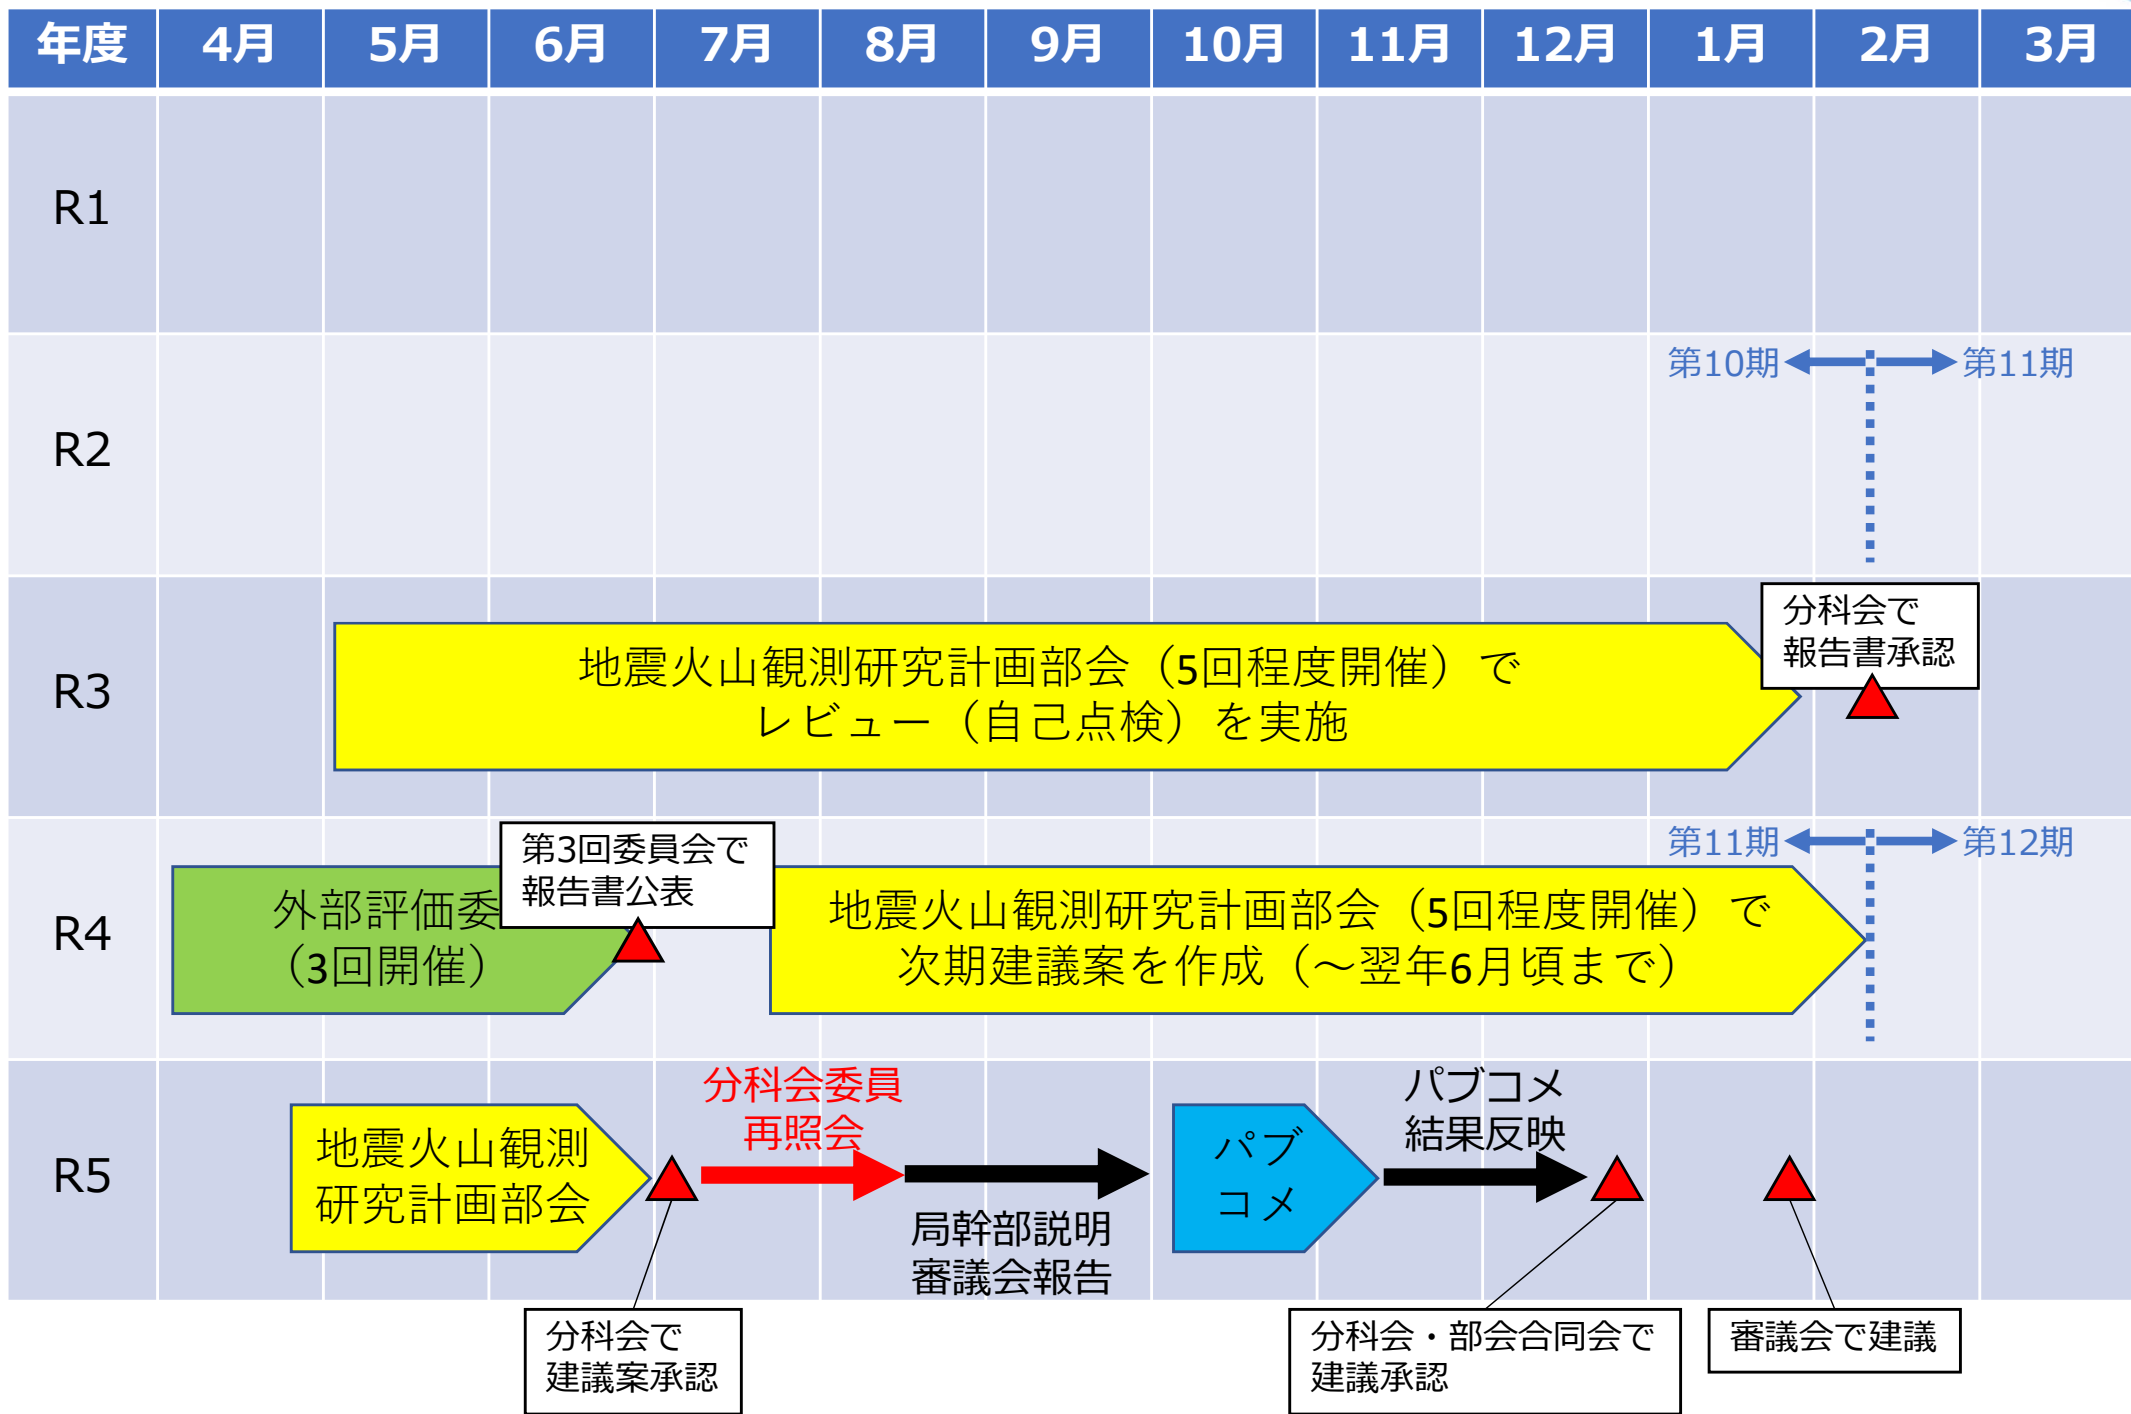 年度 4月 5月 6月 7月 8月 9月 10月 11月 12月 1月 2月 3月
R1
R2
第10期 第11期
R3
地震火山観測研究計画部会（5回程度開催）で
レビュー（自己点検）を実施
分科会で
報告書承認
R4
外部評価委
（3回開催）
第3回委員会で
報告書公表
地震火山観測研究計画部会（5回程度開催）で
次期建議案を作成（～翌年6月頃まで）
第11期 第12期
R5
地震火山観測
研究計画部会
分科会委員
再照会
局幹部説明
審議会報告
パブ
コメ
パブコメ
結果反映
分科会で
建議案承認
分科会・部会合同会で
建議承認
審議会で建議